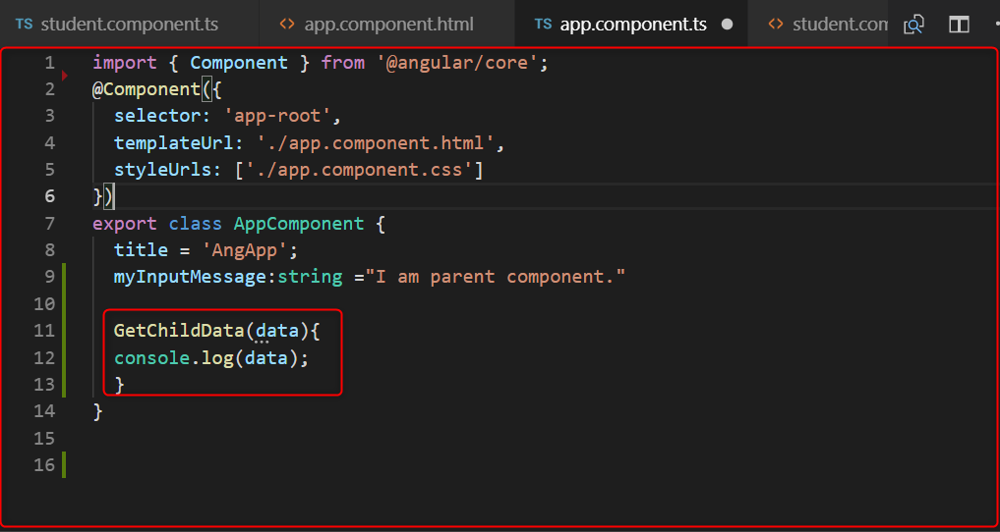 TS student.component.ts <> app.component.html TS app.component.ts ● <> student.com
1 import { Component } from '@angular/core';
2 @Component({
3   selector: 'app-root',
4   templateUrl: './app.component.html',
5   styleUrls: ['./app.component.css']
6 })
7 export class AppComponent {
8   title = 'AngApp';
9   myInputMessage:string ="I am parent component."
10
11   GetChildData(data){
12   console.log(data);
13   }
14 }
15
16